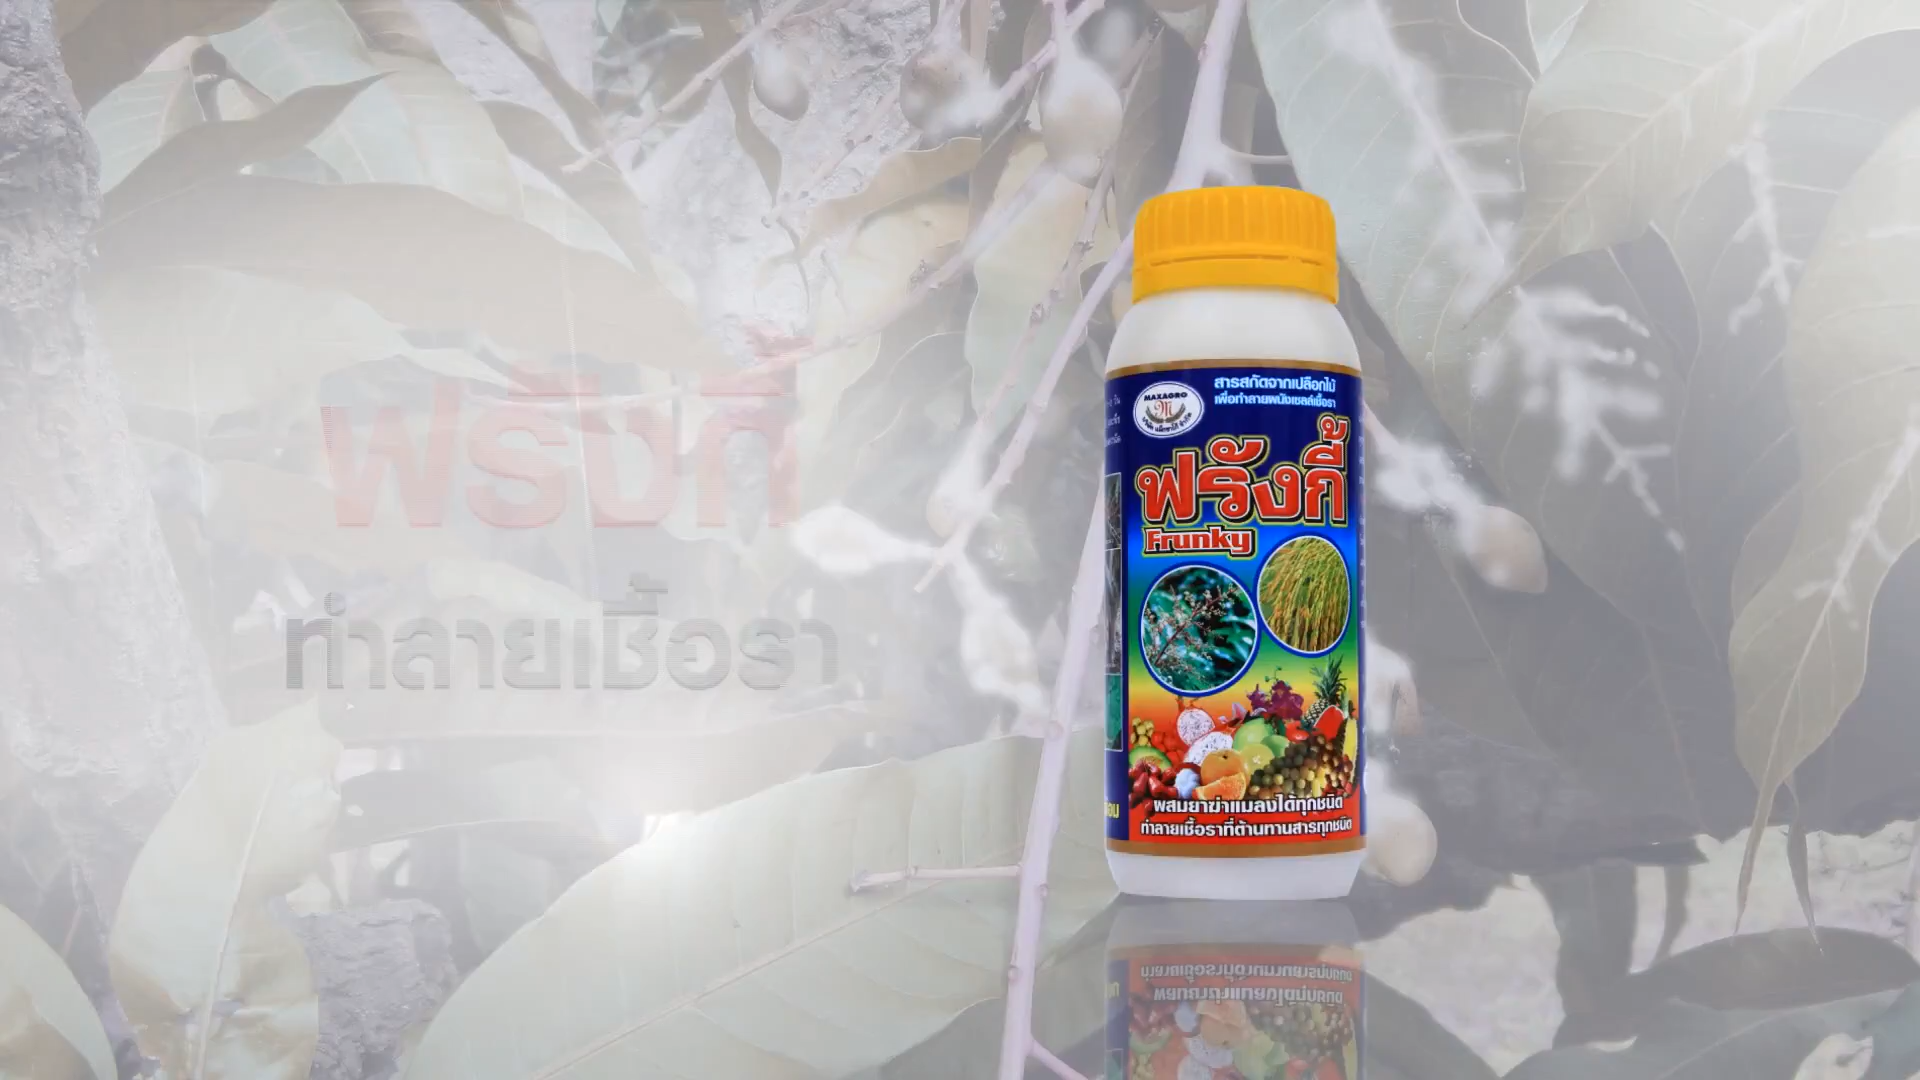 ฟรังกี้
ทำลายเชื้อรา
MAXAGRO
M
สารสกัดจากเปลือกไม้
เพื่อทำลายผนังเซลล์เชื้อรา
ฟรังกี้
Frunky
ผสมยาฆ่าแมลงได้ทุกชนิด
ทำลายเชื้อราที่ต้านทานสารทุกชนิด